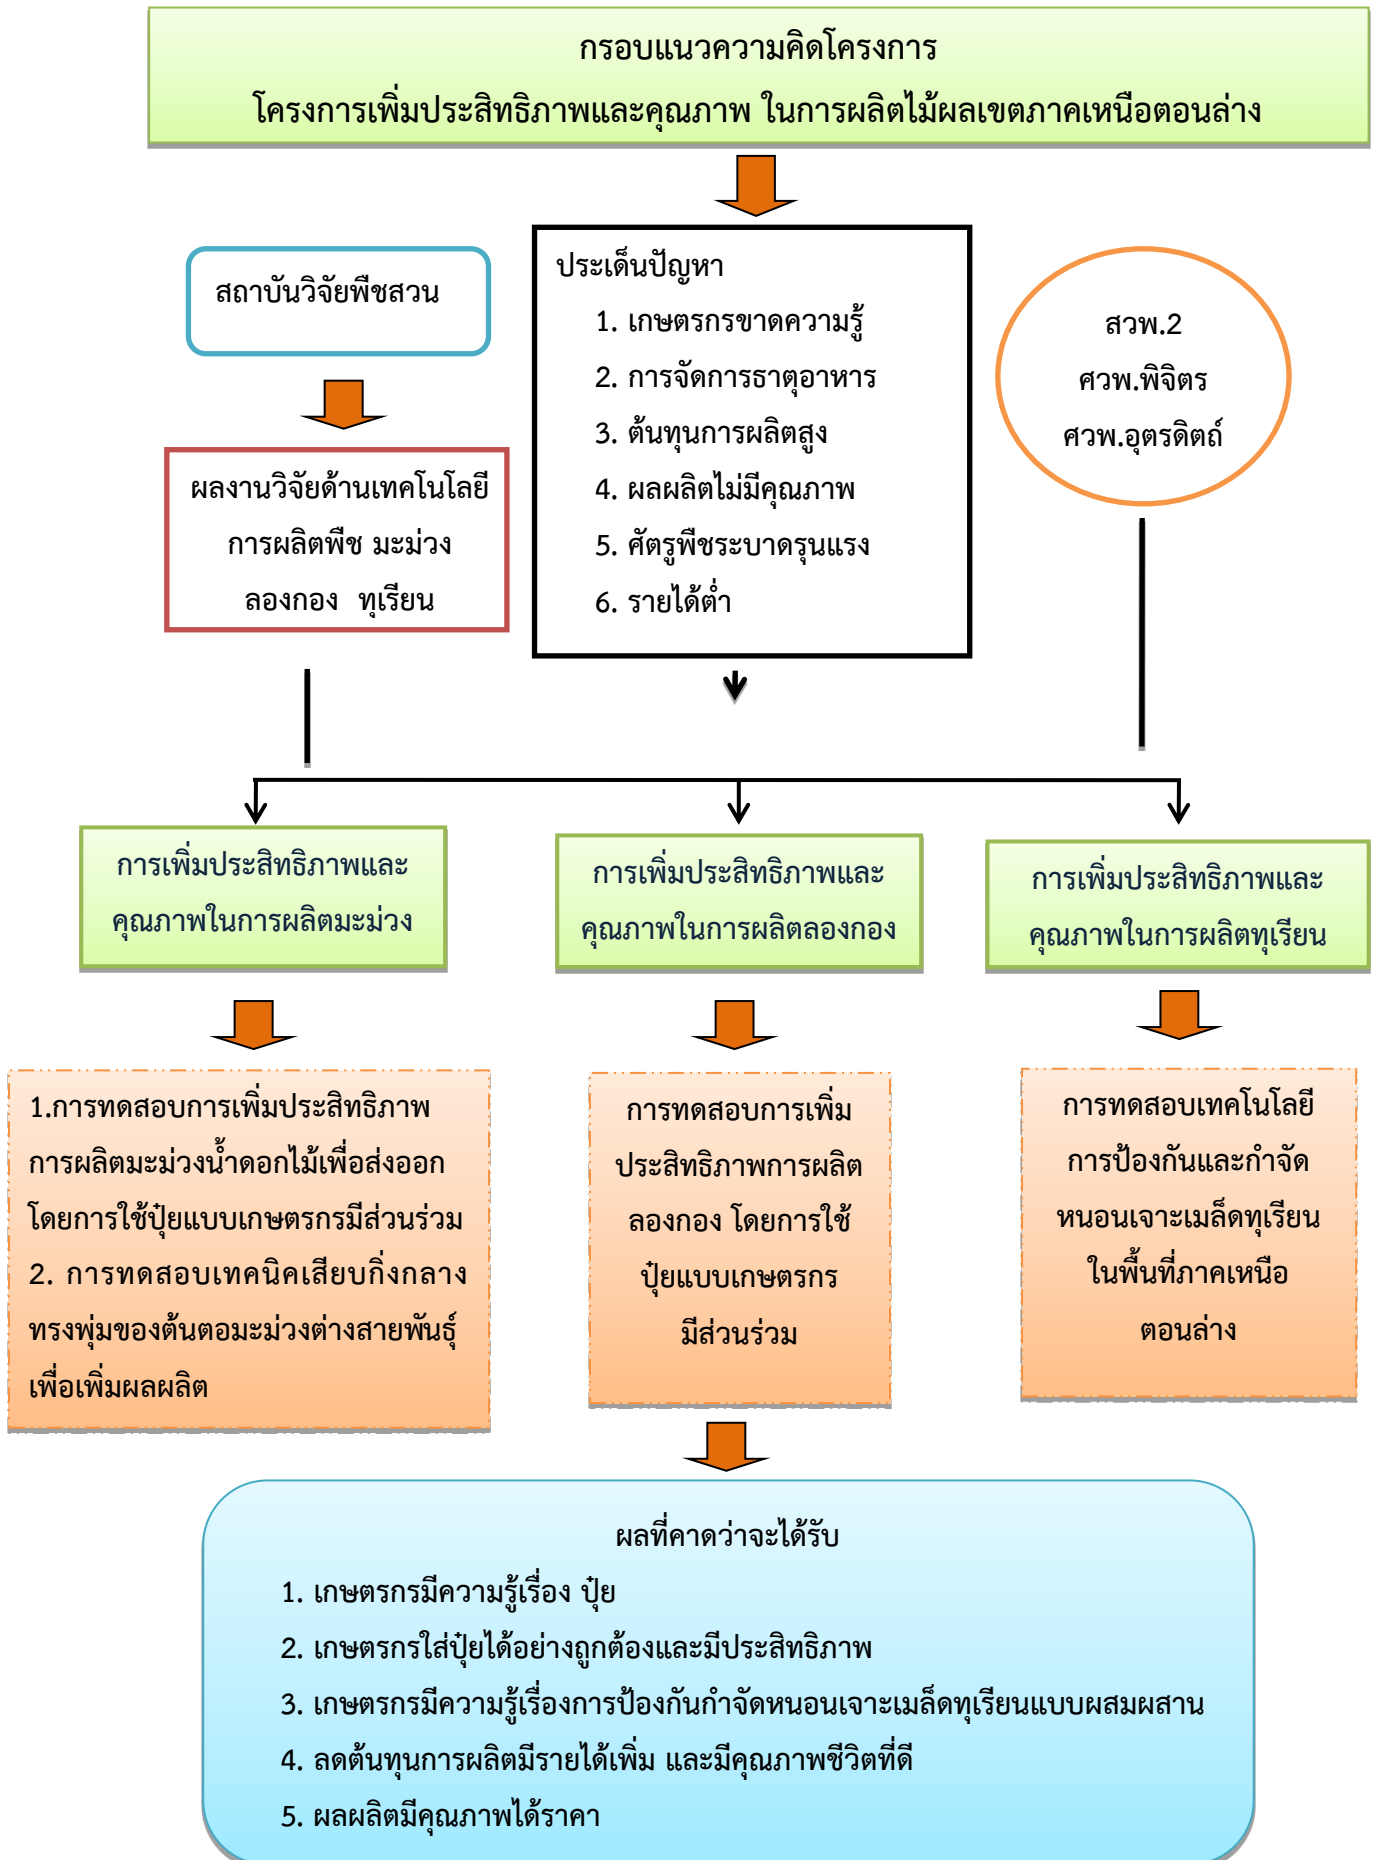 กรอบแนวความคิดโครงการ
โครงการเพิ่มประสิทธิภาพและคุณภาพ ในการผลิตไม้ผลเขตภาคเหนือตอนล่าง
สถาบันวิจัยพืชสวน
ผลงานวิจัยด้านเทคโนโลยี
การผลิตพืช มะม่วง
ลองกอง ทุเรียน
ประเด็นปัญหา
1. เกษตรกรขาดความรู้
2. การจัดการธาตุอาหาร
3. ต้นทุนการผลิตสูง
4. ผลผลิตไม่มีคุณภาพ
5. ศัตรูพืชระบาดรุนแรง
6. รายได้ต่ำ
สวพ.2
ศวพ.พิจิตร
ศวพ.อุตรดิตถ์
การเพิ่มประสิทธิภาพและ
คุณภาพในการผลิตมะม่วง
การเพิ่มประสิทธิภาพและ
คุณภาพในการผลิตลองกอง
การเพิ่มประสิทธิภาพและ
คุณภาพในการผลิตทุเรียน
1.การทดสอบการเพิ่มประสิทธิภาพ
การผลิตมะม่วงน้ำดอกไม้เพื่อส่งออก
โดยการใช้ปุ๋ยแบบเกษตรกรมีส่วนร่วม
2. การทดสอบเทคนิคเสียบกิ่งกลาง
ทรงพุ่มของต้นตอมะม่วงต่างสายพันธุ์
เพื่อเพิ่มผลผลิต
การทดสอบการเพิ่ม
ประสิทธิภาพการผลิต
ลองกอง โดยการใช้
ปุ๋ยแบบเกษตรกร
มีส่วนร่วม
การทดสอบเทคโนโลยี
การป้องกันและกำจัด
หนอนเจาะเมล็ดทุเรียน
ในพื้นที่ภาคเหนือ
ตอนล่าง
ผลที่คาดว่าจะได้รับ
1. เกษตรกรมีความรู้เรื่อง ปุ๋ย
2. เกษตรกรใส่ปุ๋ยได้อย่างถูกต้องและมีประสิทธิภาพ
3. เกษตรกรมีความรู้เรื่องการป้องกันกำจัดหนอนเจาะเมล็ดทุเรียนแบบผสมผสาน
4. ลดต้นทุนการผลิตมีรายได้เพิ่ม และมีคุณภาพชีวิตที่ดี
5. ผลผลิตมีคุณภาพได้ราคา